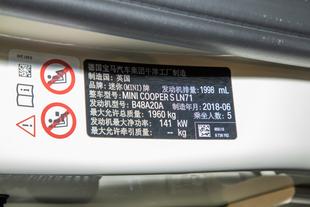 德国宝马汽车集团牛津工厂制造
制造国：英国
品牌：迷你(MINI)牌 发动机排量：1998 mL
整车型号：MINI COOPER S LN71
发动机型号：B48A20A 制造年月：2018-06
最大允许总质量：1960 kg 乘坐人数：5
发动机最大净功率：141 kW
最大允许牵引质量：-- kg